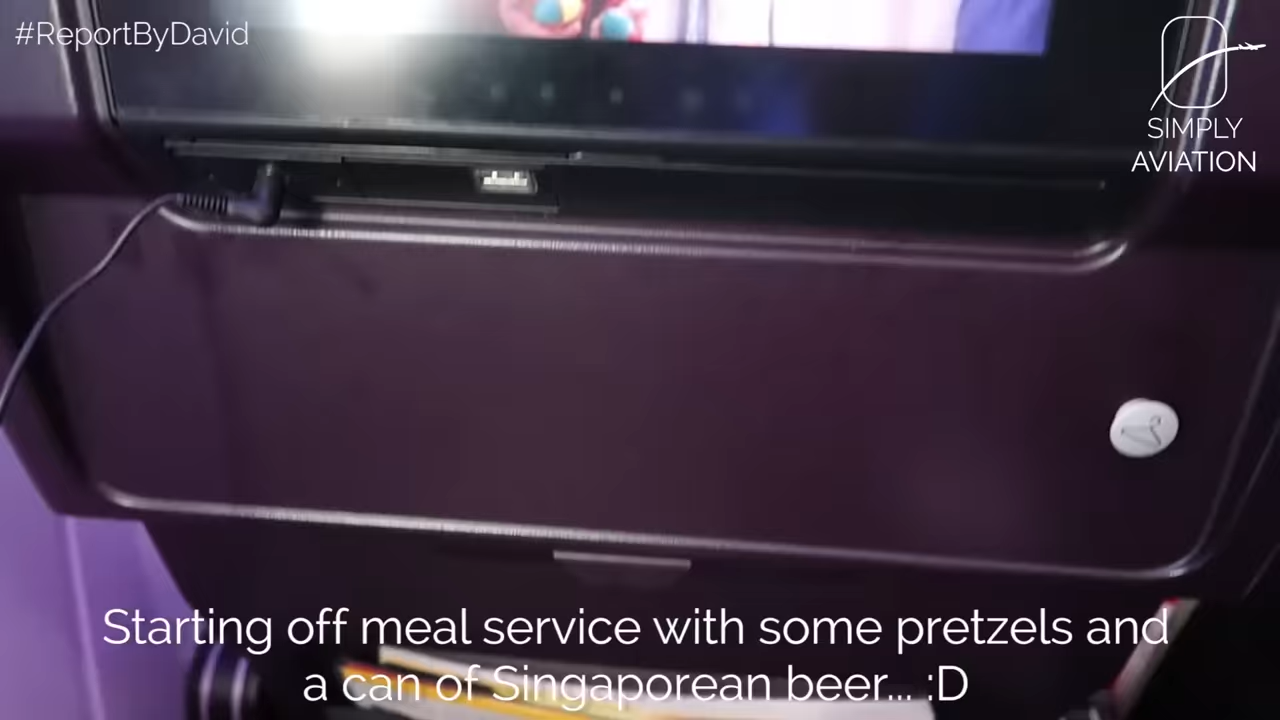 #ReportByDavid
SIMPLY
AVIATION
Starting off meal service with some pretzels and
a can of Singaporean beer... :D